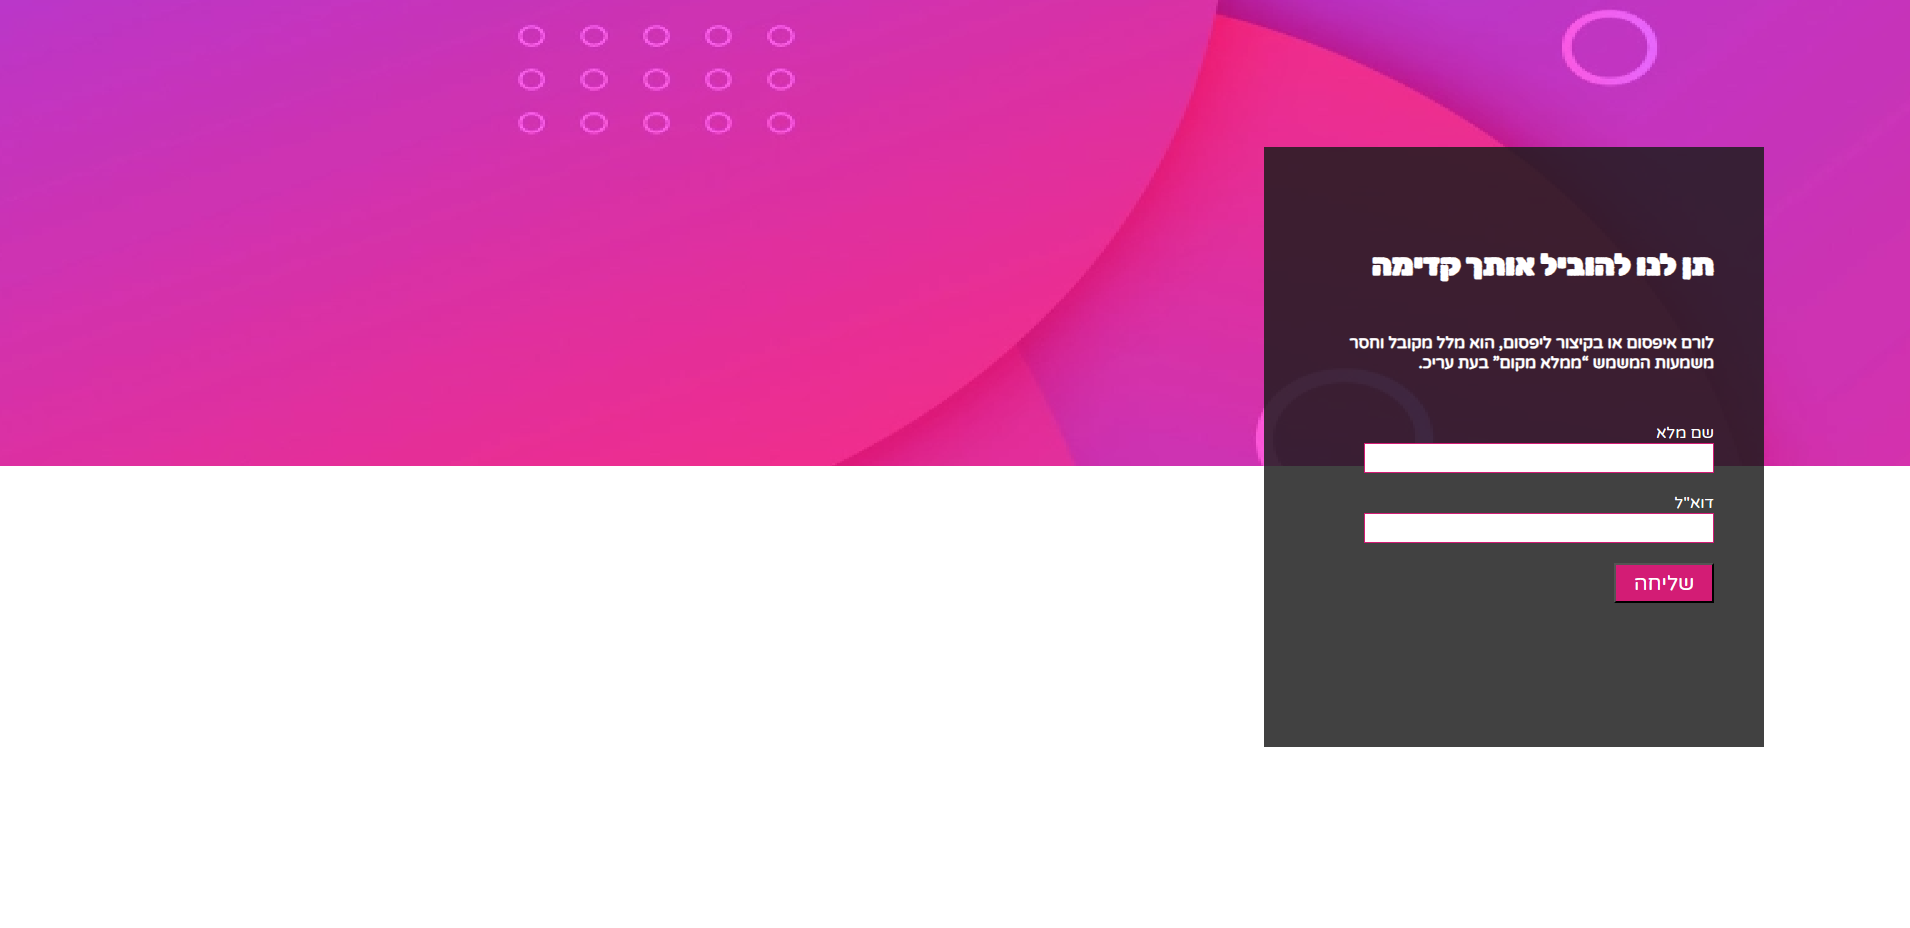 תן לנו להוביל אותך קדימה
לורם איפסום או בקיצור ליפסום, הוא מלל מקובל וחסר
משמעות המשמש “ממלא מקום” בעת עריכ.
שם מלא
דוא"ל
שליחה